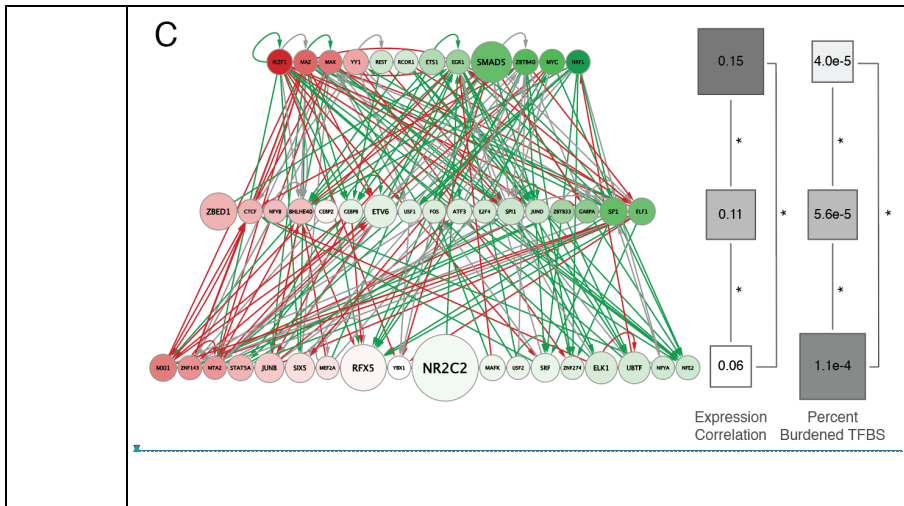 C
IKZF1 MAZ MAX YY1 REST RCOR1 ETS1 EGR1 SMAD5 ZBTB40 MYC NRF1
0.15 4.0e-5
* *
ZBED1 CTCF NFYB BHLHE40 CEBPZ CEBPB ETV6 USF1 FOS ATF3 E2F4 SPI1 JUND ZBTB33 GABPA SP1 ELF1
0.11 * 5.6e-5 *
* *
MXI1 ZNF143 MTA2 STAT5A JUNB SIX5 MEF2A RFX5 YBX1 NR2C2 MAFK USF2 SRF ZNF274 ELK1 UBTF NFYA NFE2
0.06 1.1e-4
Expression Percent
Correlation Burdened TFBS